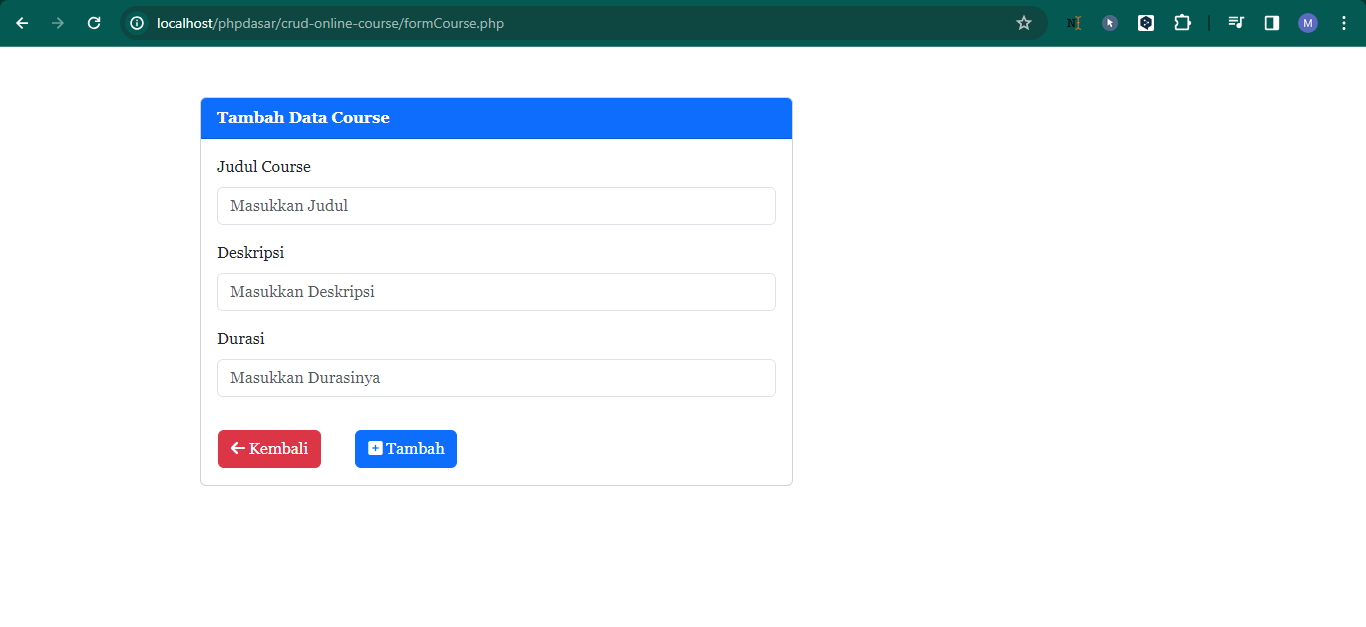 localhost/phpdasar/crud-online-course/formCourse.php
M
Tambah Data Course
Judul Course
Masukkan Judul
Deskripsi
Masukkan Deskripsi
Durasi
Masukkan Durasinya
Kembali Tambah